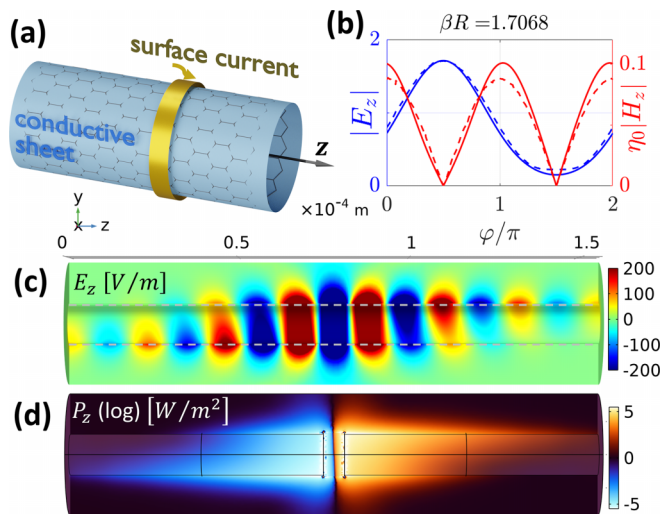 (a)
surface current
conductive
sheet
z
y
x z
×10⁻⁴ m
(b)
βR = 1.7068
2
|E_z|
0
0.1
η₀|H_z|
0
0 1 2
φ/π
0 0.5 1 1.5
(c)
E_z [V/m]
200
100
0
-100
-200
(d)
P_z (log) [W/m²]
5
0
-5